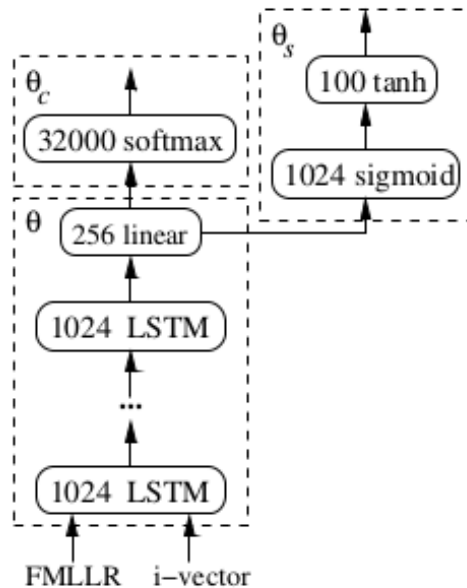 θs
100 tanh
1024 sigmoid
θc
32000 softmax
θ
256 linear
1024 LSTM
...
1024 LSTM
FMLLR i-vector